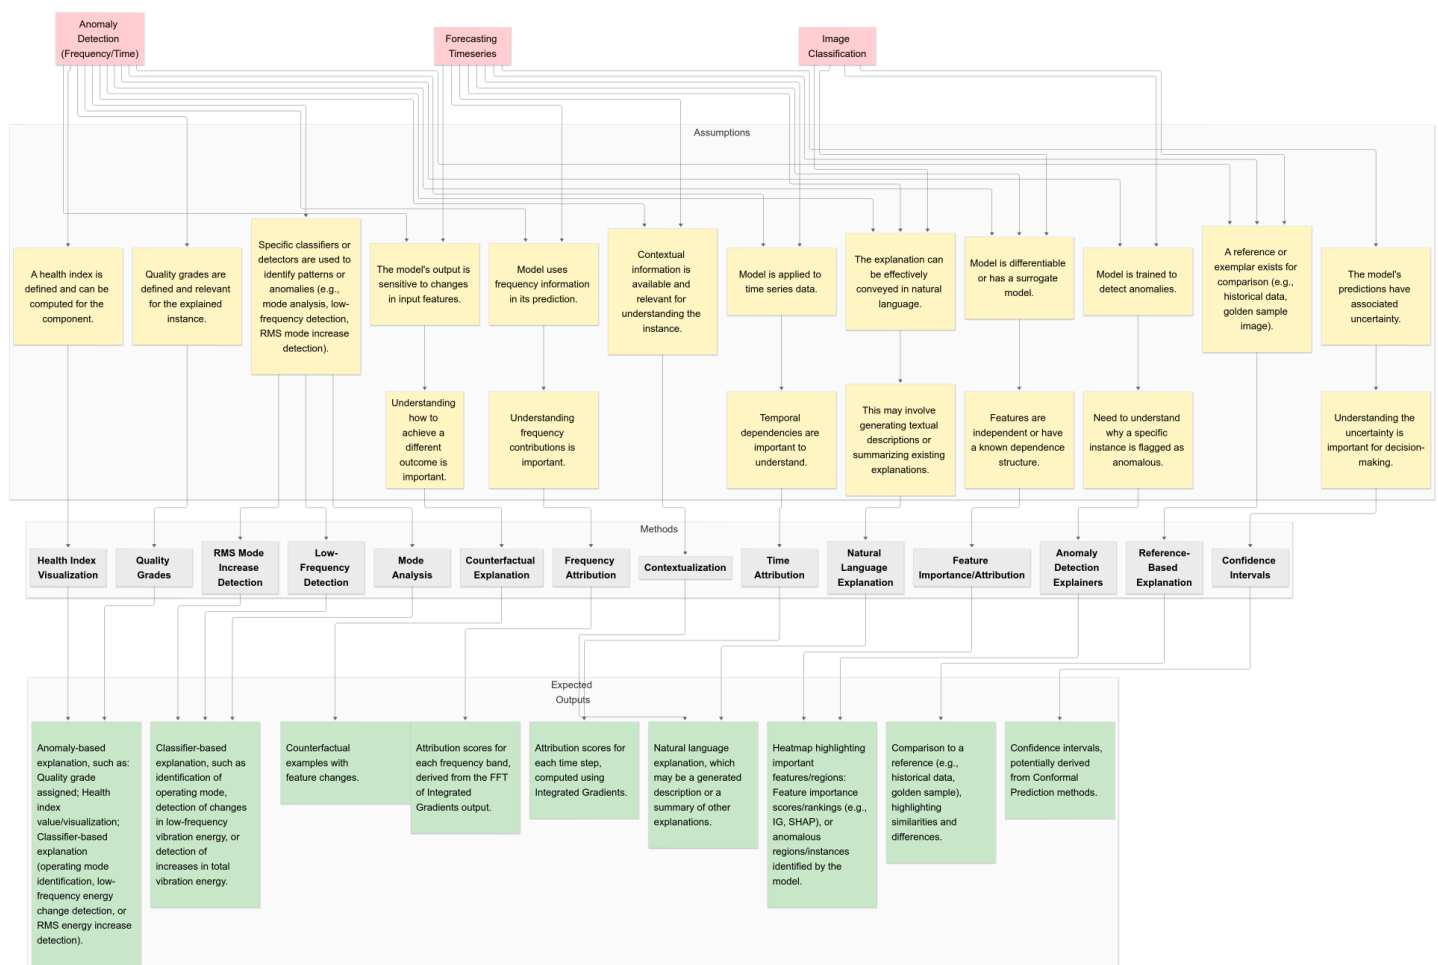 Anomaly
Detection
(Frequency/Time)
Forecasting
Timeseries
Image
Classification
Assumptions
A health index is
defined and can be
computed for the
component.
Quality grades are
defined and relevant
for the explained
instance.
Specific classifiers or
detectors are used to
identify patterns or
anomalies (e.g.,
mode analysis, low-
frequency detection,
RMS mode increase
detection).
The model's output is
sensitive to changes
in input features.
Model uses
frequency information
in its prediction.
Contextual
information is
available and
relevant for
understanding the
instance.
Model is applied to
time series data.
The explanation can
be effectively
conveyed in natural
language.
Model is differentiable
or has a surrogate
model.
Model is trained to
detect anomalies.
A reference or
exemplar exists for
comparison (e.g.,
historical data,
golden sample
image).
The model's
predictions have
associated
uncertainty.
Understanding
how to
achieve a
different
outcome is
important.
Understanding
frequency
contributions is
important.
Temporal
dependencies are
important to
understand.
This may involve
generating textual
descriptions or
summarizing existing
explanations.
Features are
independent or have
a known dependence
structure.
Need to understand
why a specific
instance is flagged as
anomalous.
Understanding the
uncertainty is
important for decision-
making.
Methods
Health Index
Visualization
Quality
Grades
RMS Mode
Increase
Detection
Low-
Frequency
Detection
Mode
Analysis
Counterfactual
Explanation
Frequency
Attribution
Contextualization
Time
Attribution
Natural
Language
Explanation
Feature
Importance/Attribution
Anomaly
Detection
Explainers
Reference-
Based
Explanation
Confidence
Intervals
Expected
Outputs
Anomaly-based
explanation, such as:
Quality grade
assigned; Health
index
value/visualization;
Classifier-based
explanation
(operating mode
identification, low-
frequency energy
change detection, or
RMS energy increase
detection).
Classifier-based
explanation, such as
identification of
operating mode,
detection of changes
in low-frequency
vibration energy, or
detection of
increases in total
vibration energy.
Counterfactual
examples with
feature changes.
Attribution scores for
each frequency band,
derived from the FFT
of Integrated
Gradients output.
Attribution scores for
each time step,
computed using
Integrated Gradients.
Natural language
explanation, which
may be a generated
description or a
summary of other
explanations.
Heatmap highlighting
important
features/regions:
Feature importance
scores/rankings (e.g.,
IG, SHAP), or
anomalous
regions/instances
identified by the
model.
Comparison to a
reference (e.g.,
historical data,
golden sample),
highlighting
similarities and
differences.
Confidence intervals,
potentially derived
from Conformal
Prediction methods.